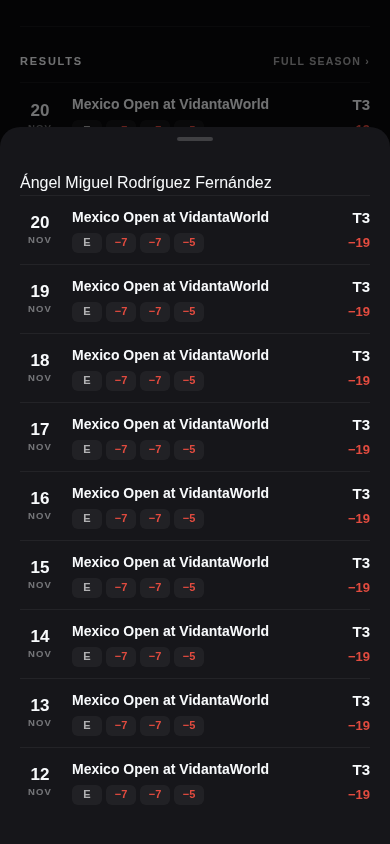 RESULTS
FULL SEASON ›
20 Mexico Open at VidantaWorld T3
Ángel Miguel Rodríguez Fernández
20 Mexico Open at VidantaWorld T3
NOV E −7 −7 −5 −19
19 Mexico Open at VidantaWorld T3
NOV E −7 −7 −5 −19
18 Mexico Open at VidantaWorld T3
NOV E −7 −7 −5 −19
17 Mexico Open at VidantaWorld T3
NOV E −7 −7 −5 −19
16 Mexico Open at VidantaWorld T3
NOV E −7 −7 −5 −19
15 Mexico Open at VidantaWorld T3
NOV E −7 −7 −5 −19
14 Mexico Open at VidantaWorld T3
NOV E −7 −7 −5 −19
13 Mexico Open at VidantaWorld T3
NOV E −7 −7 −5 −19
12 Mexico Open at VidantaWorld T3
NOV E −7 −7 −5 −19